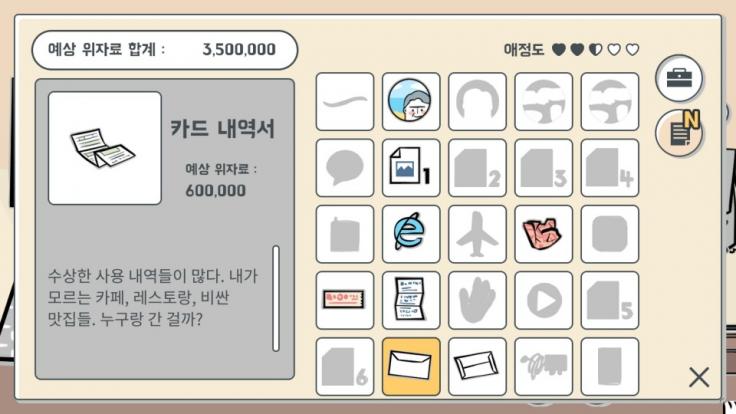 예상 위자료 합계 : 3,500,000
애정도
카드 내역서
예상 위자료 :
600,000
수상한 사용 내역들이 많다. 내가
모르는 카페, 레스토랑, 비싼
맛집들. 누구랑 간 걸까?
N
1 2 3 4
5
6